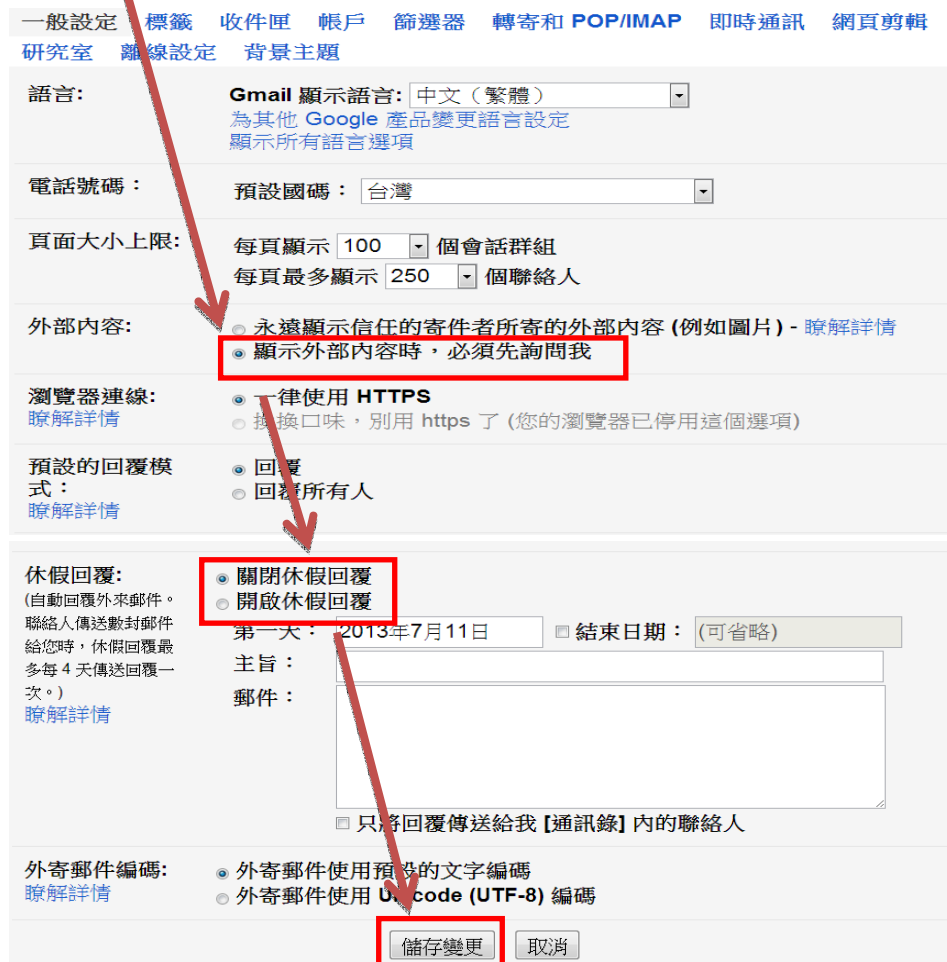 一般設定 標籤 收件匣 帳戶 篩選器 轉寄和 POP/IMAP 即時通訊 網頁剪輯
研究室 離線設定 背景主題
語言: Gmail 顯示語言: 中文（繁體）
為其他 Google 產品變更語言設定
顯示所有語言選項
電話號碼： 預設國碼： 台灣
頁面大小上限: 每頁顯示 100 個會話群組
每頁最多顯示 250 個聯絡人
外部內容: 永遠顯示信任的寄件者所寄的外部內容 (例如圖片) - 瞭解詳情
顯示外部內容時，必須先詢問我
瀏覽器連線: 一律使用 HTTPS
瞭解詳情 換換口味，別用 https 了 (您的瀏覽器已停用這個選項)
預設的回覆模 回覆
式： 回覆所有人
瞭解詳情
休假回覆: 關閉休假回覆
(自動回覆外來郵件。 開啟休假回覆
聯絡人傳送數封郵件 第一天： 2013年7月11日 結束日期： (可省略)
給您時，休假回覆最
多每 4 天傳送回覆一 主旨：
次。) 郵件：
瞭解詳情
只將回覆傳送給我 [通訊錄] 內的聯絡人
外寄郵件編碼: 外寄郵件使用預設的文字編碼
瞭解詳情 外寄郵件使用 Unicode (UTF-8) 編碼
儲存變更 取消